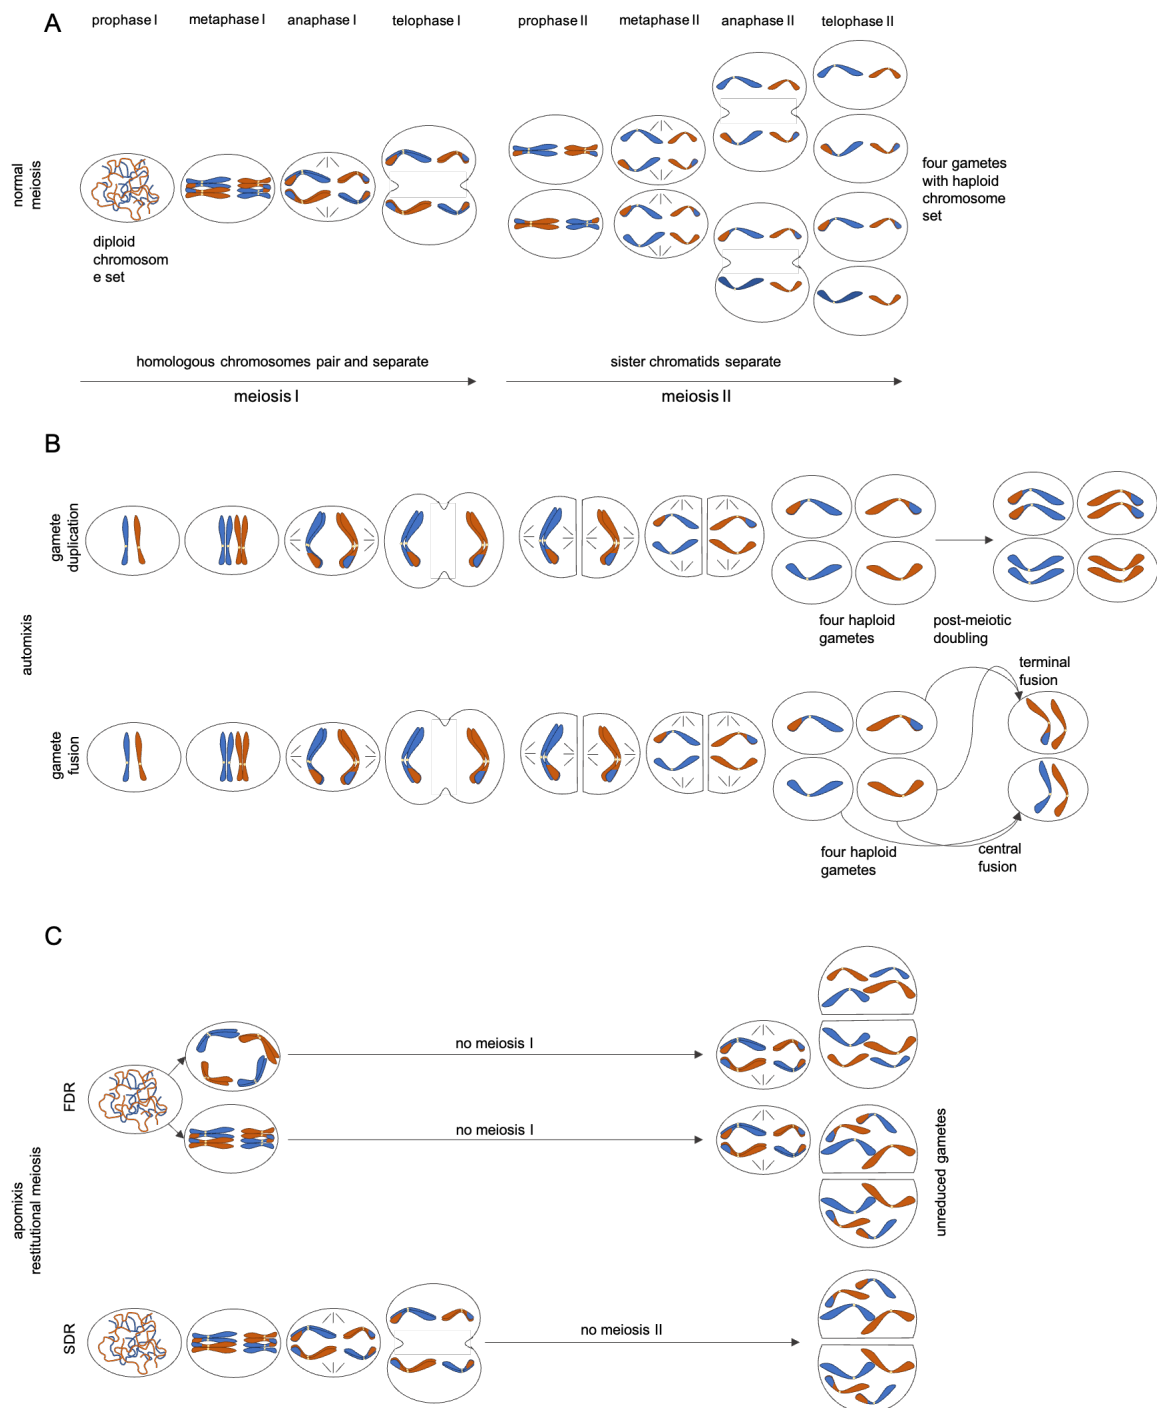 A
prophase I
metaphase I
anaphase I
telophase I
prophase II
metaphase II
anaphase II
telophase II
normal
meiosis
diploid
chromosom
e set
four gametes
with haploid
chromosome
set
homologous chromosomes pair and separate
sister chromatids separate
meiosis I
meiosis II
B
automixis
gamete
duplication
four haploid
gametes
post-meiotic
doubling
gamete
fusion
terminal
fusion
four haploid
gametes
central
fusion
C
apomixis
restitutional meiosis
FDR
no meiosis I
no meiosis I
unreduced gametes
SDR
no meiosis II